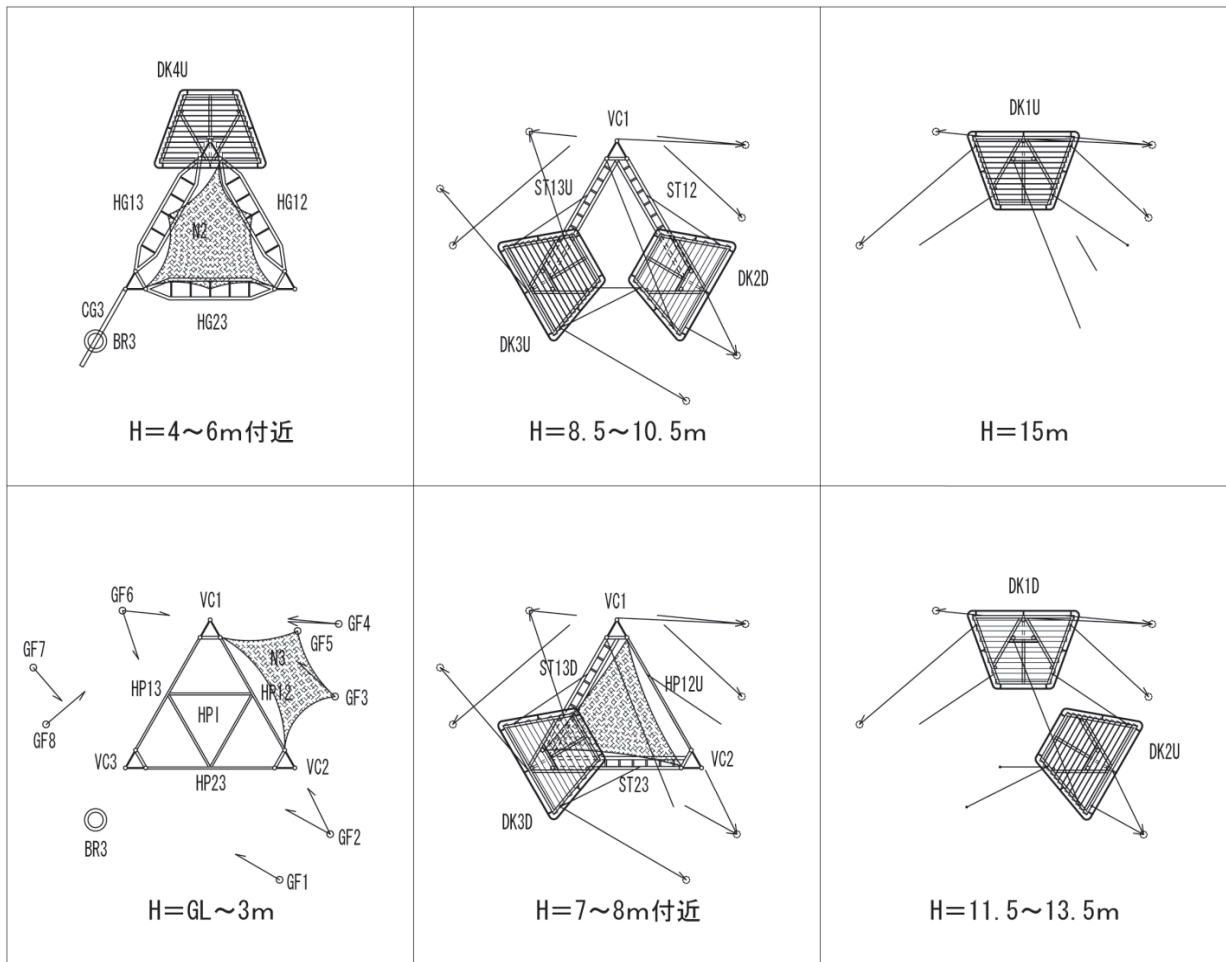 DK4U
HG13
HG12
N2
CG3
HG23
BR3
H=4~6m付近
VC1
ST13U
ST12
DK2D
DK3U
H=8.5~10.5m
DK1U
H=15m
GF6
VC1
GF4
GF5
N3
GF7
HP13
HP12
GF3
HPI
GF8
VC3
VC2
HP23
GF2
BR3
GF1
H=GL~3m
VC1
ST13D
HP12U
VC2
ST23
DK3D
H=7~8m付近
DK1D
DK2U
H=11.5~13.5m